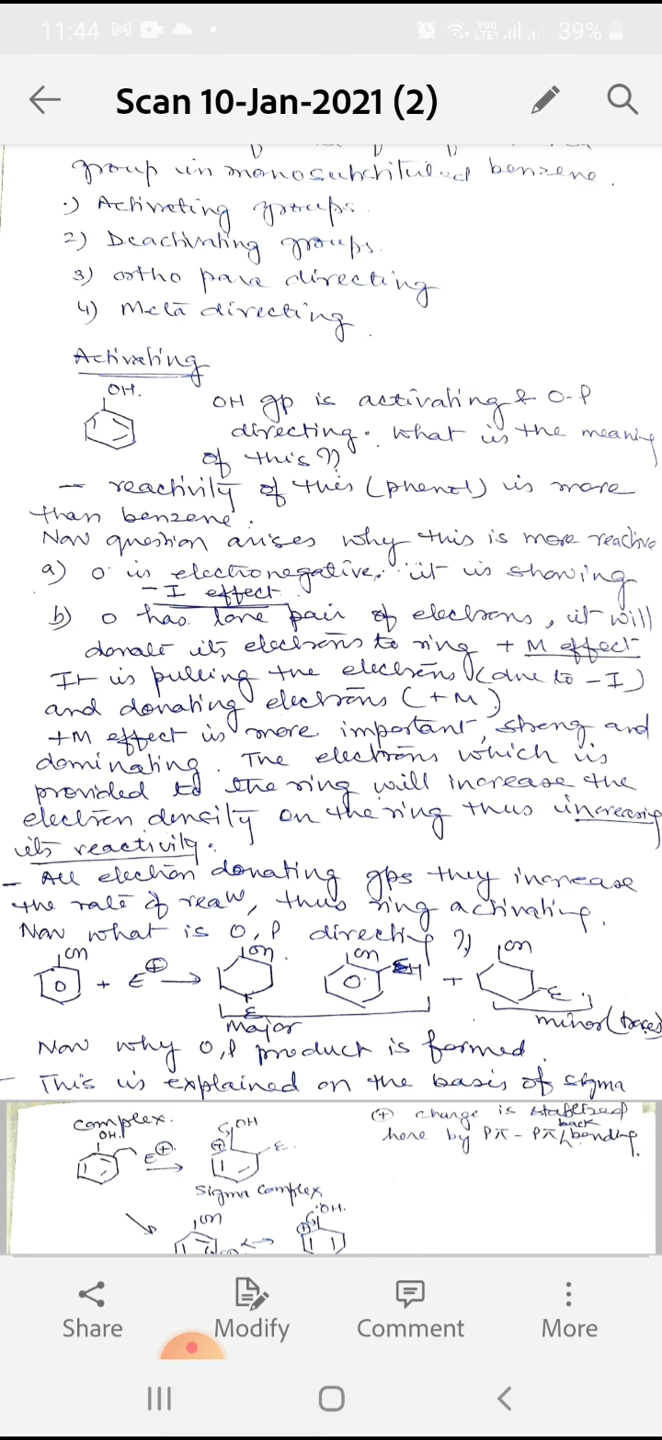 11:44
Vo))
LTE1
39%
Scan 10-Jan-2021 (2)
group in monosubstituted benzene.
1) Activating groups.
2) Deactivating groups.
3) ortho para directing
4) Meta directing.
Activating
OH.
OH gp is activating & O-P
directing. What is the meaning
of this??
- reactivity of this (phenol) is more
than benzene.
Now question arises why this is more reactive
a) O is electronegative. it is showing
- I effect
b) O has lone pair of electrons, it will
donate its electrons to ring + M effect
It is pulling the electrons (due to -I)
and donating electrons (+M)
+M effect is more important, strong and
dominating. The electrons which is
provided to the ring will increase the
electron density on the ring thus increasing
its reactivity.
- All electron donating gps they increase
the rate of reaⁿ, thus ring activating.
Now what is O, P directing ??
OH
OH.
OH
OH
+ E⊕ →
E
+
E
Major
minor (traces)
Now why O,P product is formed
- This is explained on the basis of sigma
complex.
OH
E⊕
OH
E
⊕ charge is stabilized
here by Pπ - Pπ back bonding.
sigma complex
OH
↔
OH.
Share
Modify
Comment
More